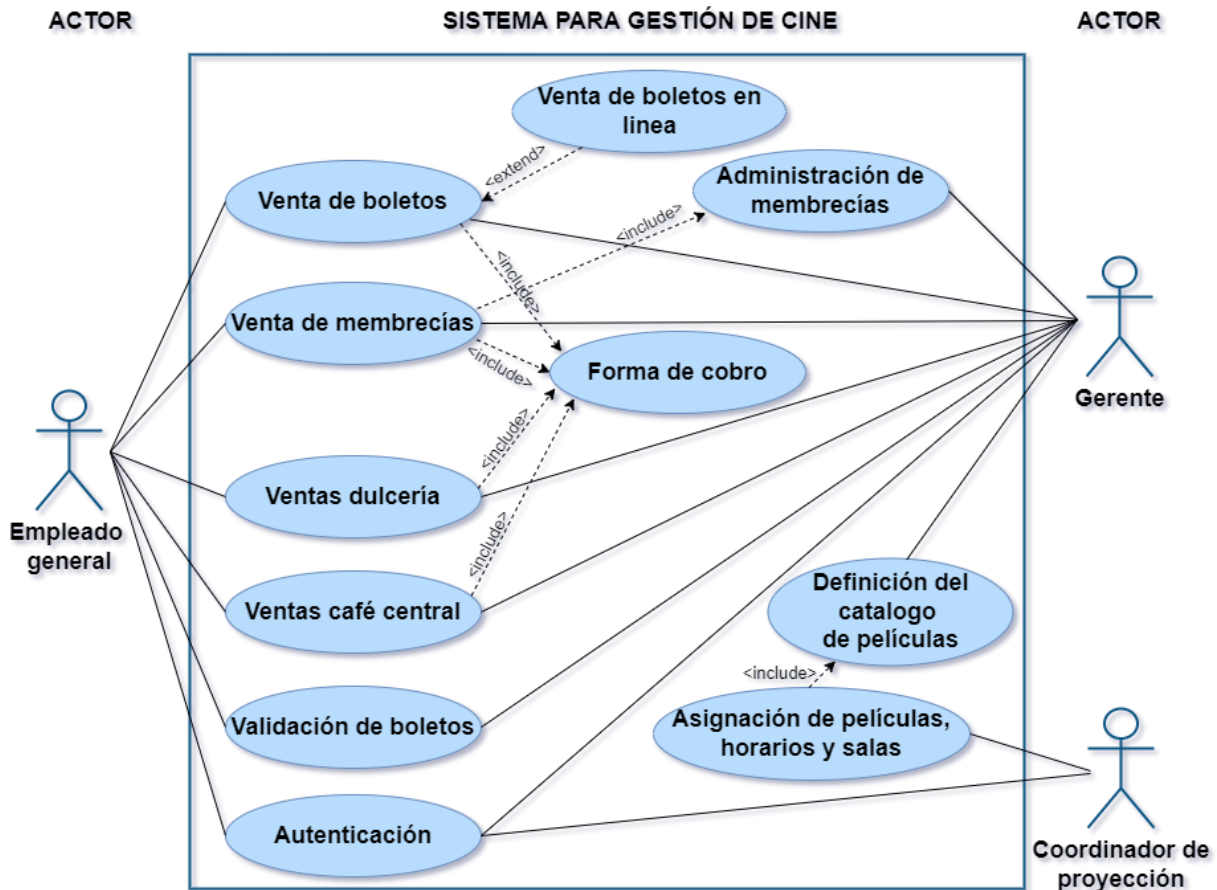 ACTOR
SISTEMA PARA GESTIÓN DE CINE
ACTOR
Venta de boletos en
linea
<extend>
Administración de
membrecías
Venta de boletos
<include>
<include>
Venta de membrecías
<include>
Forma de cobro
Gerente
<include>
Ventas dulcería
Empleado
general
<include>
Ventas café central
Definición del
catalogo
de películas
<include>
Validación de boletos
Asignación de películas,
horarios y salas
Autenticación
Coordinador de
proyección